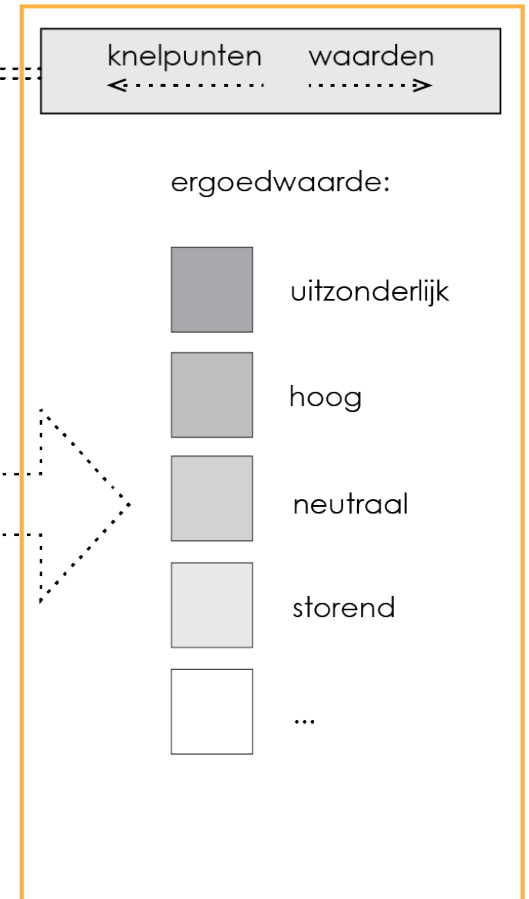 knelpunten waarden
ergoedwaarde:
uitzonderlijk
hoog
neutraal
storend
...